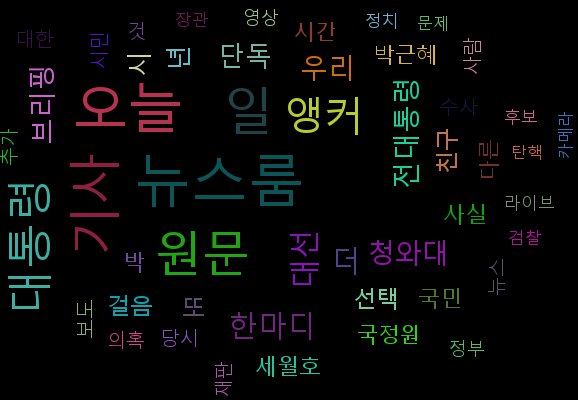 장관
영상
정치
문제
대한
시민
것
시
년
단독
시간
우리
박근혜
사람
브리핑
오늘
일
앵커
전 대통령
수사
후보
카메라
추가
기사
뉴스룸
친구
다른
탄핵
대통령
라이브
사실
원문
박
대선
더
청와대
검찰
뉴스
보도
걸음
또
한마디
선택
국민
의혹
당시
국정원
정부
재판
세월호